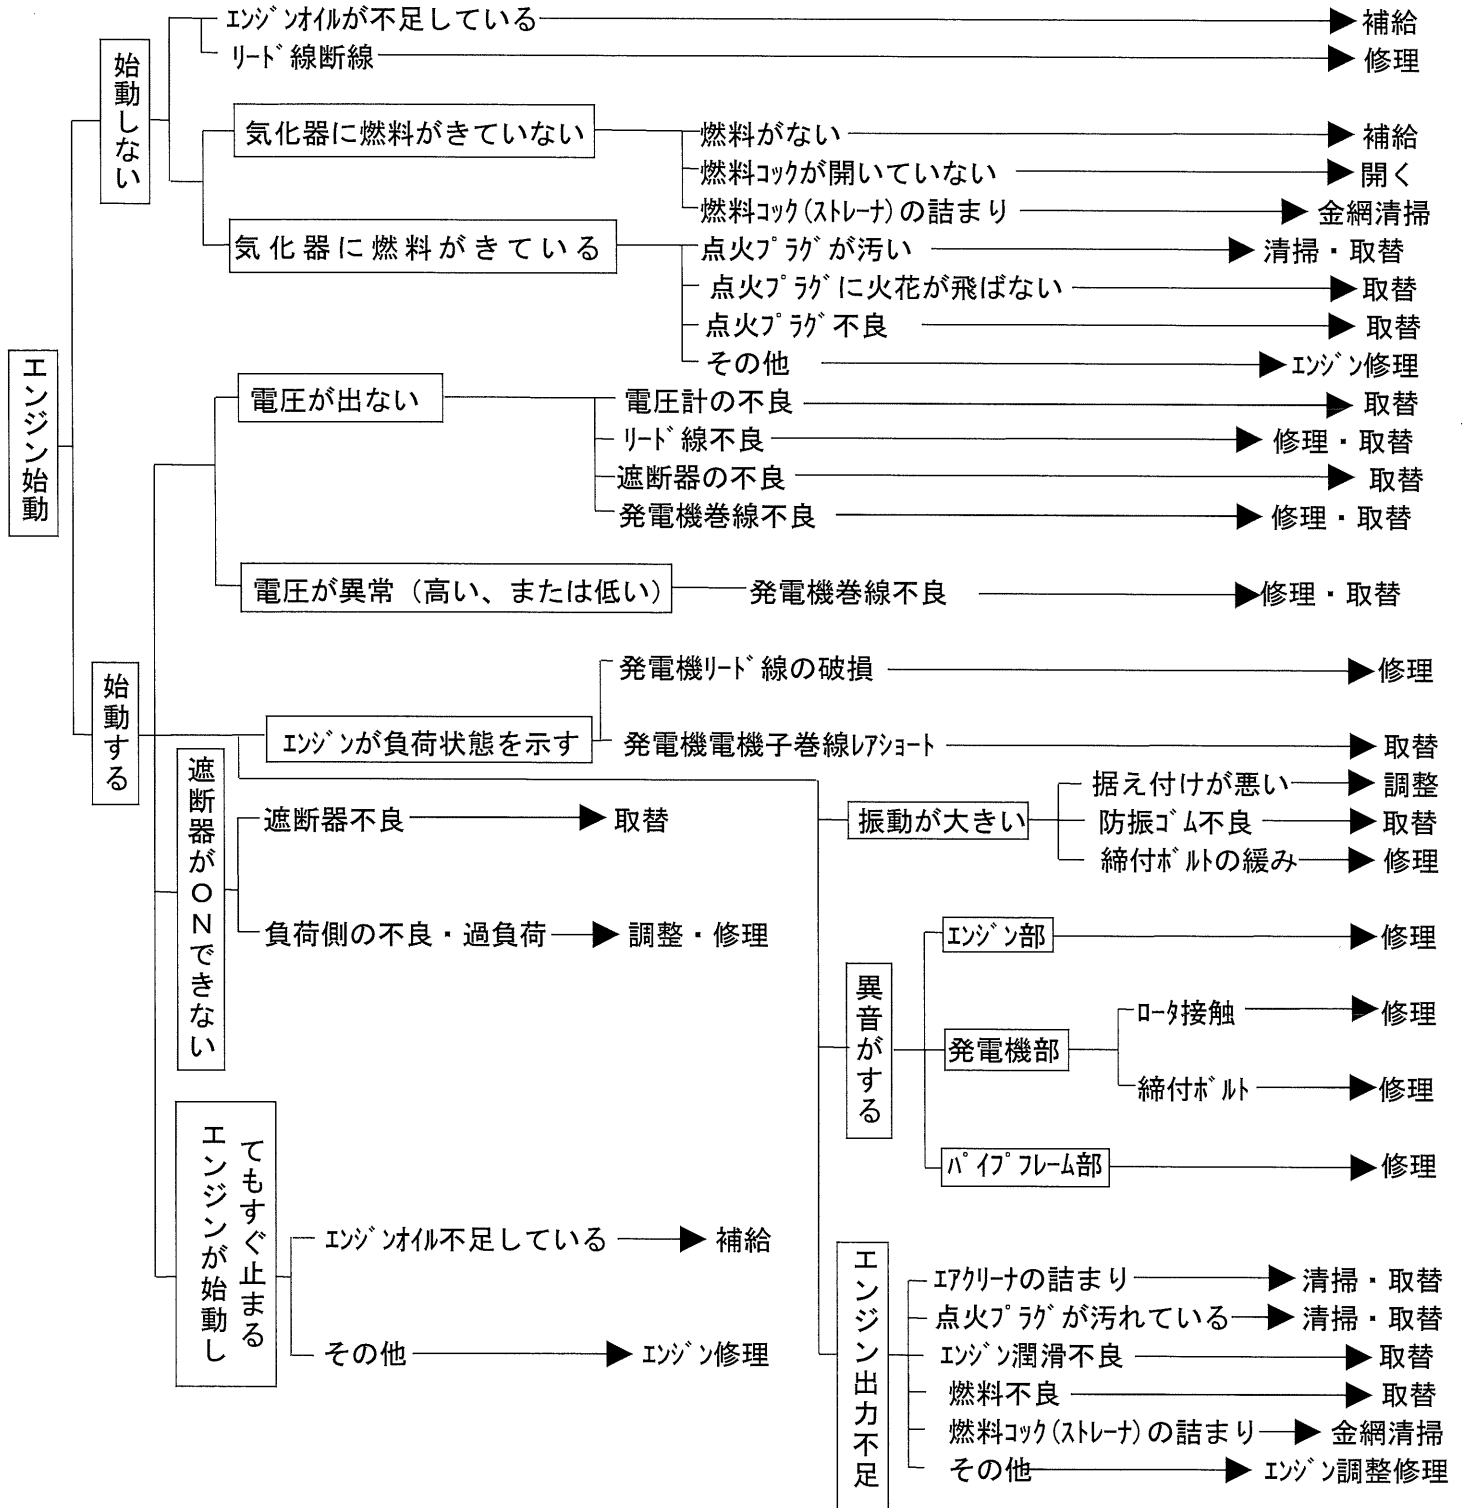 エンジン始動
始動しない
ｴﾝｼﾞﾝｵｲﾙが不足している
補給
ﾘｰﾄﾞ線断線
修理
気化器に燃料がきていない
燃料がない
補給
燃料ｺｯｸが開いていない
開く
燃料ｺｯｸ(ｽﾄﾚｰﾅ)の詰まり
金網清掃
気化器に燃料がきている
点火ﾌﾟﾗｸﾞが汚い
清掃・取替
点火ﾌﾟﾗｸﾞに火花が飛ばない
取替
点火ﾌﾟﾗｸﾞ不良
取替
その他
ｴﾝｼﾞﾝ修理
始動する
電圧が出ない
電圧計の不良
取替
ﾘｰﾄﾞ線不良
修理・取替
遮断器の不良
取替
発電機巻線不良
修理・取替
電圧が異常（高い、または低い）
発電機巻線不良
修理・取替
ｴﾝｼﾞﾝが負荷状態を示す
発電機ﾘｰﾄﾞ線の破損
修理
発電機電機子巻線ﾚｱｼｮｰﾄ
取替
遮断器がＯＮできない
遮断器不良
取替
負荷側の不良・過負荷
調整・修理
エンジンが始動し
てもすぐ止まる
ｴﾝｼﾞﾝｵｲﾙ不足している
補給
その他
ｴﾝｼﾞﾝ修理
振動が大きい
据え付けが悪い
調整
防振ｺﾞﾑ不良
取替
締付ﾎﾞﾙﾄの緩み
修理
異音がする
ｴﾝｼﾞﾝ部
修理
発電機部
ﾛｰﾀ接触
修理
締付ﾎﾞﾙﾄ
修理
ﾊﾟｲﾌﾟﾌﾚｰﾑ部
修理
エンジン出力不足
ｴｱｸﾘｰﾅの詰まり
清掃・取替
点火ﾌﾟﾗｸﾞが汚れている
清掃・取替
ｴﾝｼﾞﾝ潤滑不良
取替
燃料不良
取替
燃料ｺｯｸ(ｽﾄﾚｰﾅ)の詰まり
金網清掃
その他
ｴﾝｼﾞﾝ調整修理